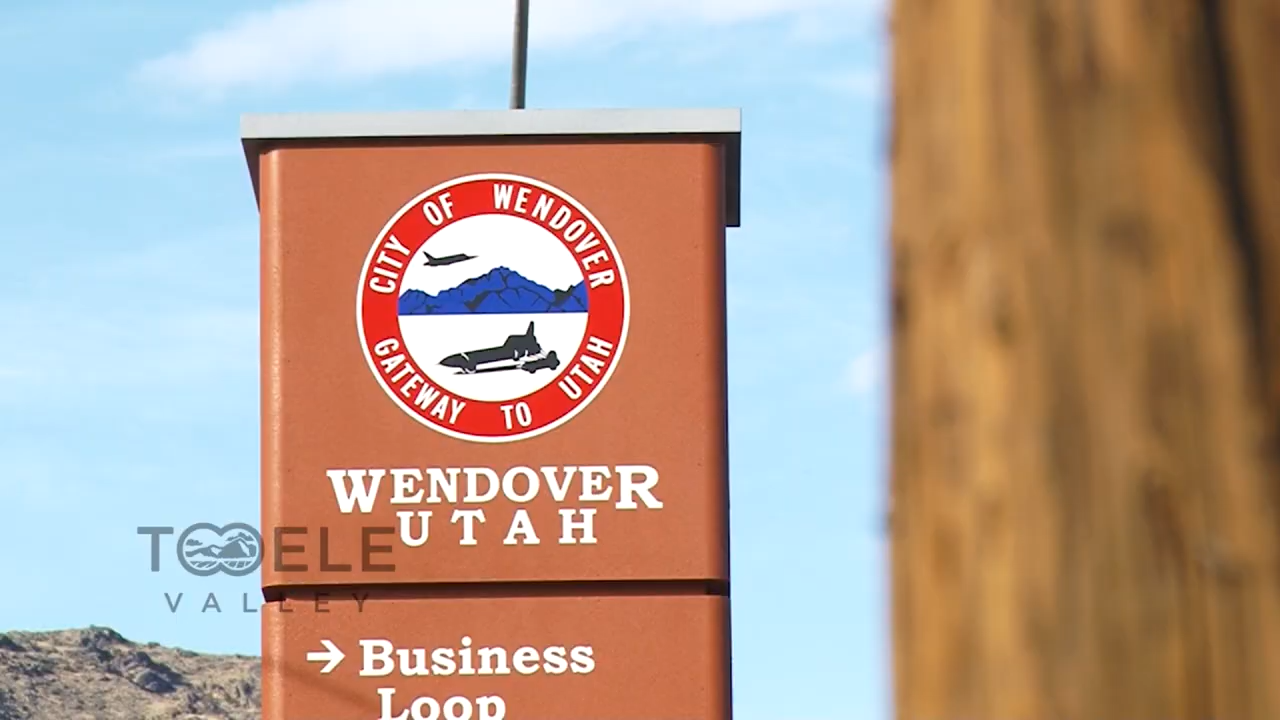 CITY OF WENDOVER
GATEWAY TO UTAH
WENDOVER
UTAH
TOOELE
VALLEY
→ Business
Loop